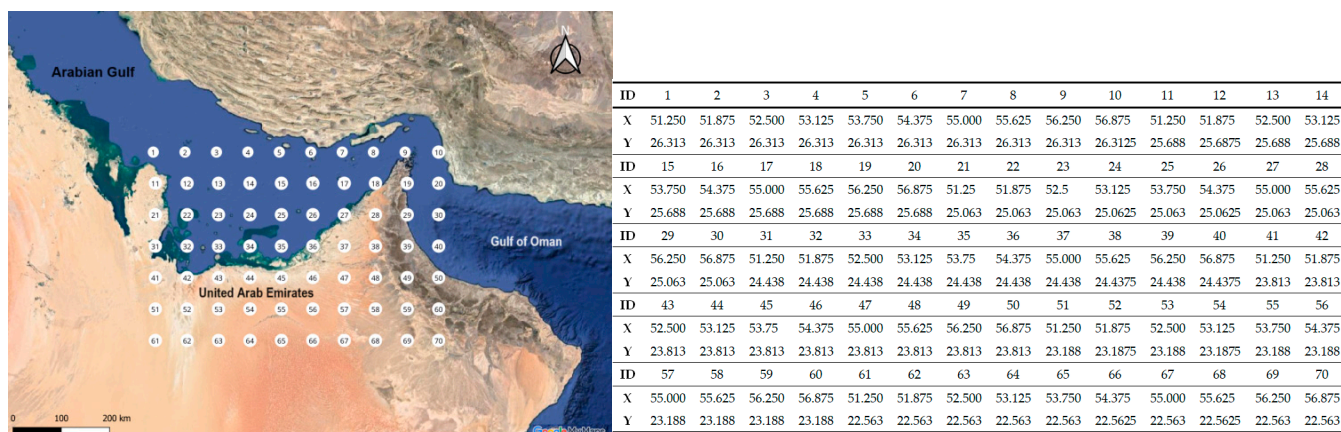 N
Arabian Gulf
1 2 3 4 5 6 7 8 9 10
11 12 13 14 15 16 17 18 19 20
21 22 23 24 25 26 27 28 29 30
Gulf of Oman
31 32 33 34 35 36 37 38 39 40
41 42 43 44 45 46 47 48 49 50
United Arab Emirates
51 52 53 54 55 56 57 58 59 60
61 62 63 64 65 66 67 68 69 70
0 100 200 km
ID 1 2 3 4 5 6 7 8 9 10 11 12 13 14
X 51.250 51.875 52.500 53.125 53.750 54.375 55.000 55.625 56.250 56.875 51.250 51.875 52.500 53.125
Y 26.313 26.313 26.313 26.313 26.313 26.313 26.313 26.313 26.313 26.3125 25.688 25.6875 25.688 25.688
ID 15 16 17 18 19 20 21 22 23 24 25 26 27 28
X 53.750 54.375 55.000 55.625 56.250 56.875 51.25 51.875 52.5 53.125 53.750 54.375 55.000 55.625
Y 25.688 25.688 25.688 25.688 25.688 25.688 25.063 25.063 25.063 25.0625 25.063 25.0625 25.063 25.063
ID 29 30 31 32 33 34 35 36 37 38 39 40 41 42
X 56.250 56.875 51.250 51.875 52.500 53.125 53.75 54.375 55.000 55.625 56.250 56.875 51.250 51.875
Y 25.063 25.063 24.438 24.438 24.438 24.438 24.438 24.438 24.438 24.4375 24.438 24.4375 23.813 23.813
ID 43 44 45 46 47 48 49 50 51 52 53 54 55 56
X 52.500 53.125 53.75 54.375 55.000 55.625 56.250 56.875 51.250 51.875 52.500 53.125 53.750 54.375
Y 23.813 23.813 23.813 23.813 23.813 23.813 23.813 23.813 23.188 23.1875 23.188 23.1875 23.188 23.188
ID 57 58 59 60 61 62 63 64 65 66 67 68 69 70
X 55.000 55.625 56.250 56.875 51.250 51.875 52.500 53.125 53.750 54.375 55.000 55.625 56.250 56.875
Y 23.188 23.188 23.188 23.188 22.563 22.563 22.563 22.563 22.563 22.5625 22.563 22.5625 22.563 22.563